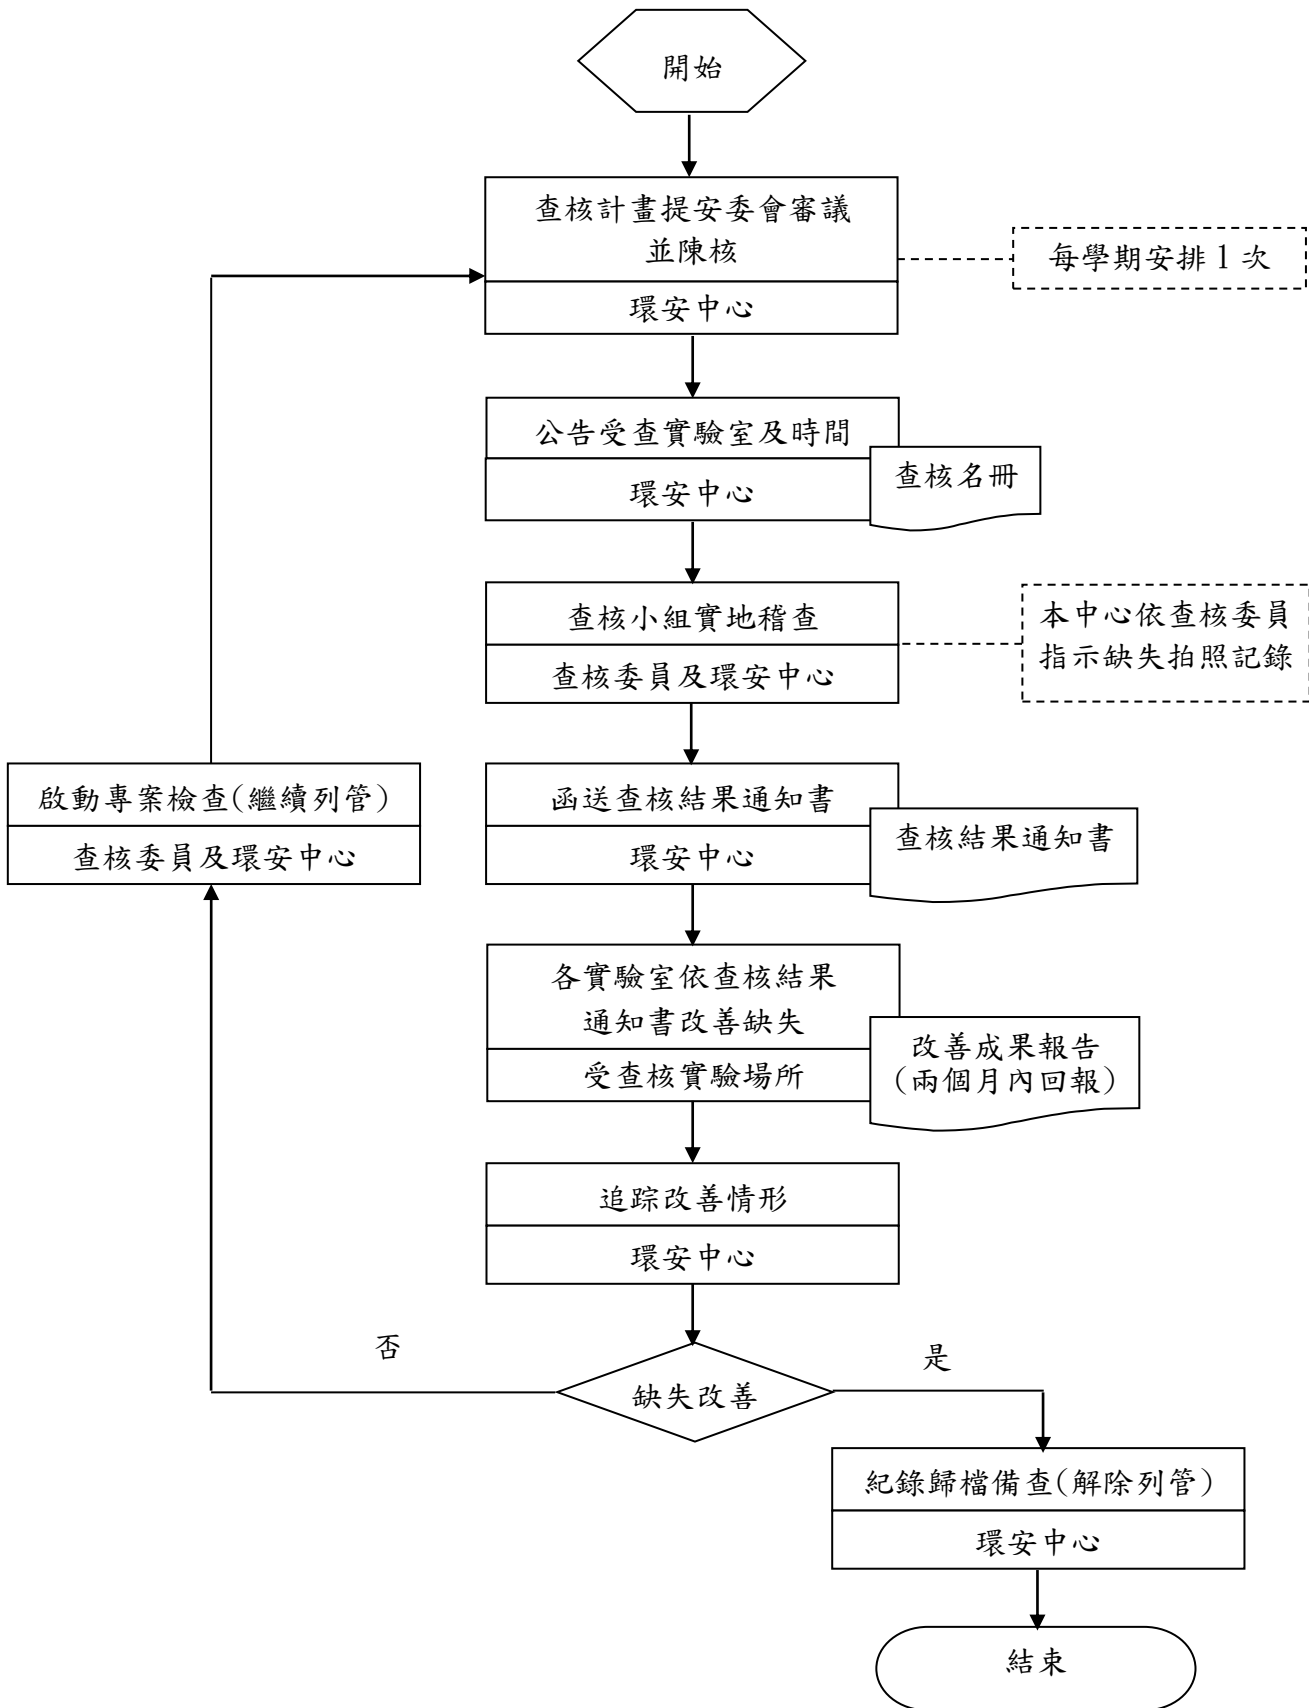 開始
查核計畫提安委會審議
並陳核
環安中心
每學期安排1次
公告受查實驗室及時間
環安中心
查核名冊
查核小組實地稽查
查核委員及環安中心
本中心依查核委員
指示缺失拍照記錄
啟動專案檢查(繼續列管)
查核委員及環安中心
函送查核結果通知書
環安中心
查核結果通知書
各實驗室依查核結果
通知書改善缺失
受查核實驗場所
改善成果報告
(兩個月內回報)
追踪改善情形
環安中心
否
是
缺失改善
紀錄歸檔備查(解除列管)
環安中心
結束